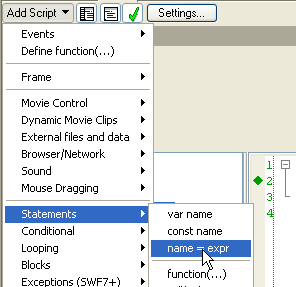 Add Script Settings...
Events
Define function(...)
Frame
Movie Control
Dynamic Movie Clips
External files and data
Browser/Network
Sound
Mouse Dragging
Statements
Conditional
Looping
Blocks
Exceptions (SWF7+)
var name
const name
name = expr
function(...)
1
2
3
4